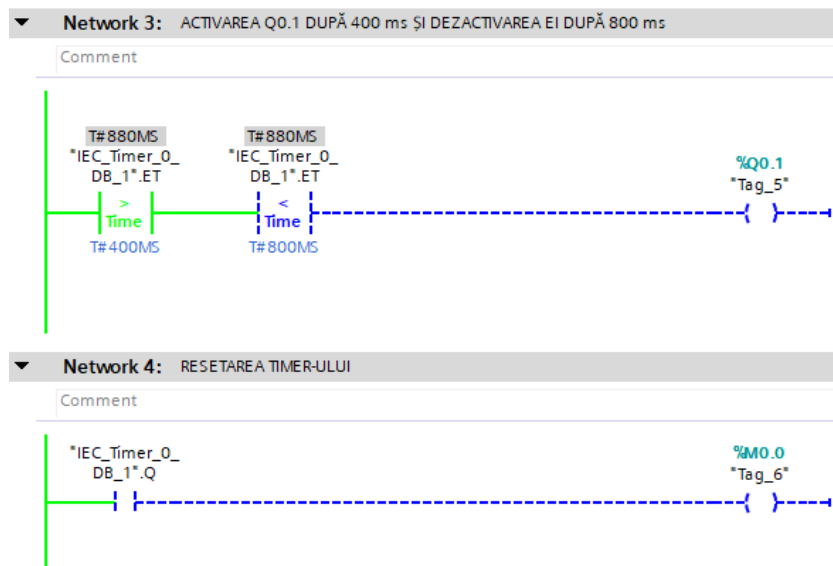 Network 3: ACTIVAREA Q0.1 DUPĂ 400 ms ȘI DEZACTIVAREA EI DUPĂ 800 ms
Comment
T#880MS
"IEC_Timer_0_
DB_1".ET
>
Time
T#400MS
T#880MS
"IEC_Timer_0_
DB_1".ET
<
Time
T#800MS
%Q0.1
"Tag_5"
Network 4: RESETAREA TIMER-ULUI
Comment
"IEC_Timer_0_
DB_1".Q
%M0.0
"Tag_6"